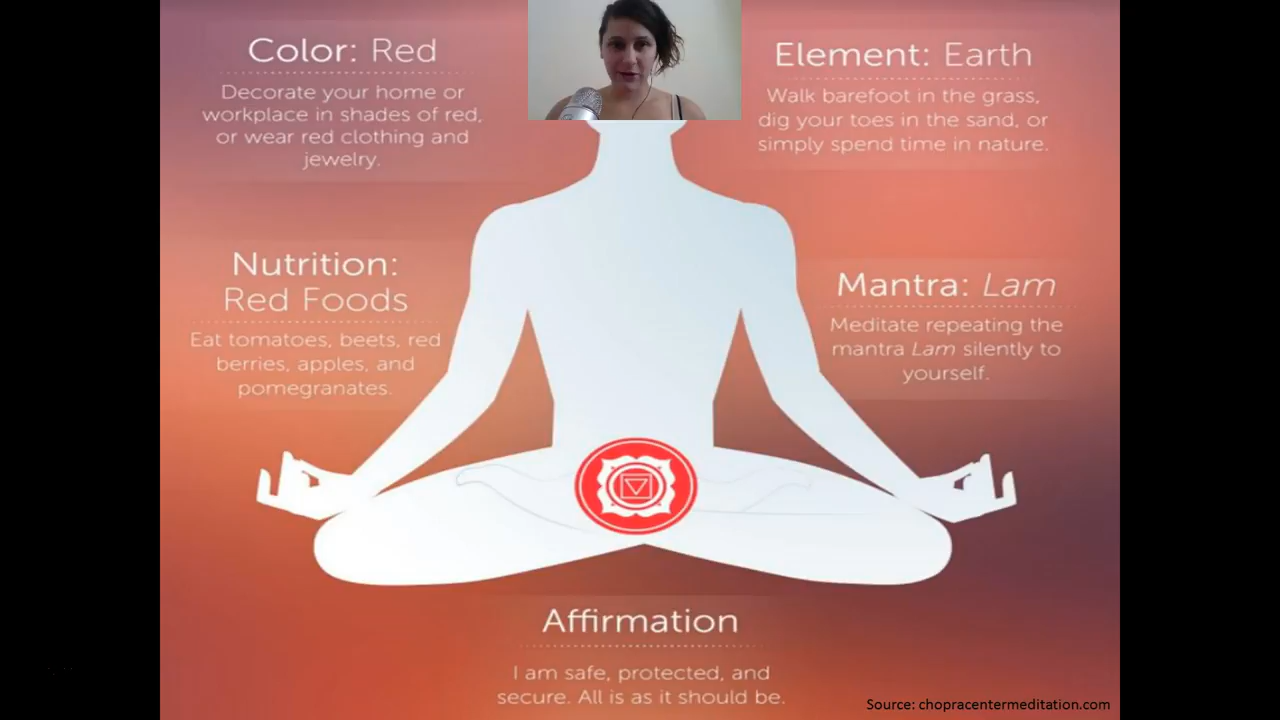 Color: Red
Decorate your home or
workplace in shades of red,
or wear red clothing and
jewelry.
Element: Earth
Walk barefoot in the grass,
dig your toes in the sand, or
simply spend time in nature.
Nutrition:
Red Foods
Eat tomatoes, beets, red
berries, apples, and
pomegranates.
Mantra: Lam
Meditate repeating the
mantra Lam silently to
yourself.
Affirmation
I am safe, protected, and
secure. All is as it should be.
Source: chopracentermeditation.com